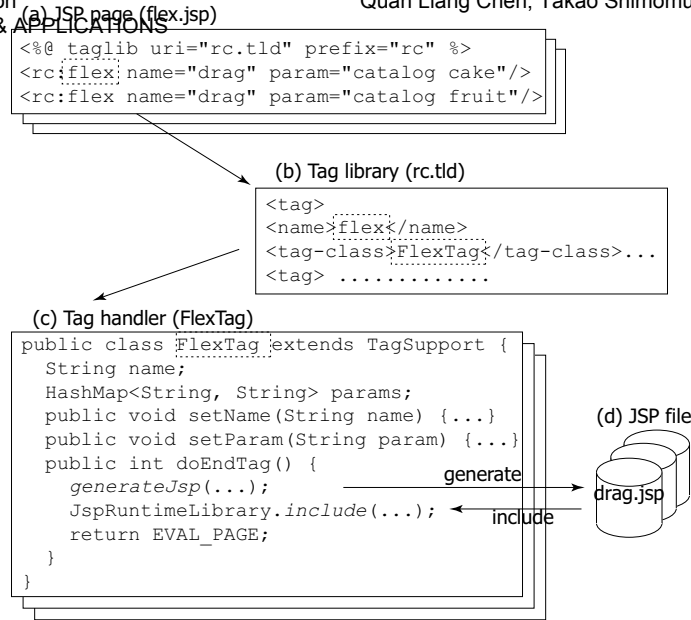 on
Quan Liang Chen, Takao Shimomu
& APPLICATIONS
(a) JSP page (flex.jsp)
<%@ taglib uri="rc.tld" prefix="rc" %>
<rc:flex name="drag" param="catalog cake"/>
<rc:flex name="drag" param="catalog fruit"/>
(b) Tag library (rc.tld)
<tag>
<name>flex</name>
<tag-class>FlexTag</tag-class>...
<tag> .............
(c) Tag handler (FlexTag)
public class FlexTag extends TagSupport {
String name;
HashMap<String, String> params;
public void setName(String name) {...}
public void setParam(String param) {...}
public int doEndTag() {
generateJsp(...);
JspRuntimeLibrary.include(...);
return EVAL_PAGE;
}
}
generate
include
(d) JSP file
drag.jsp